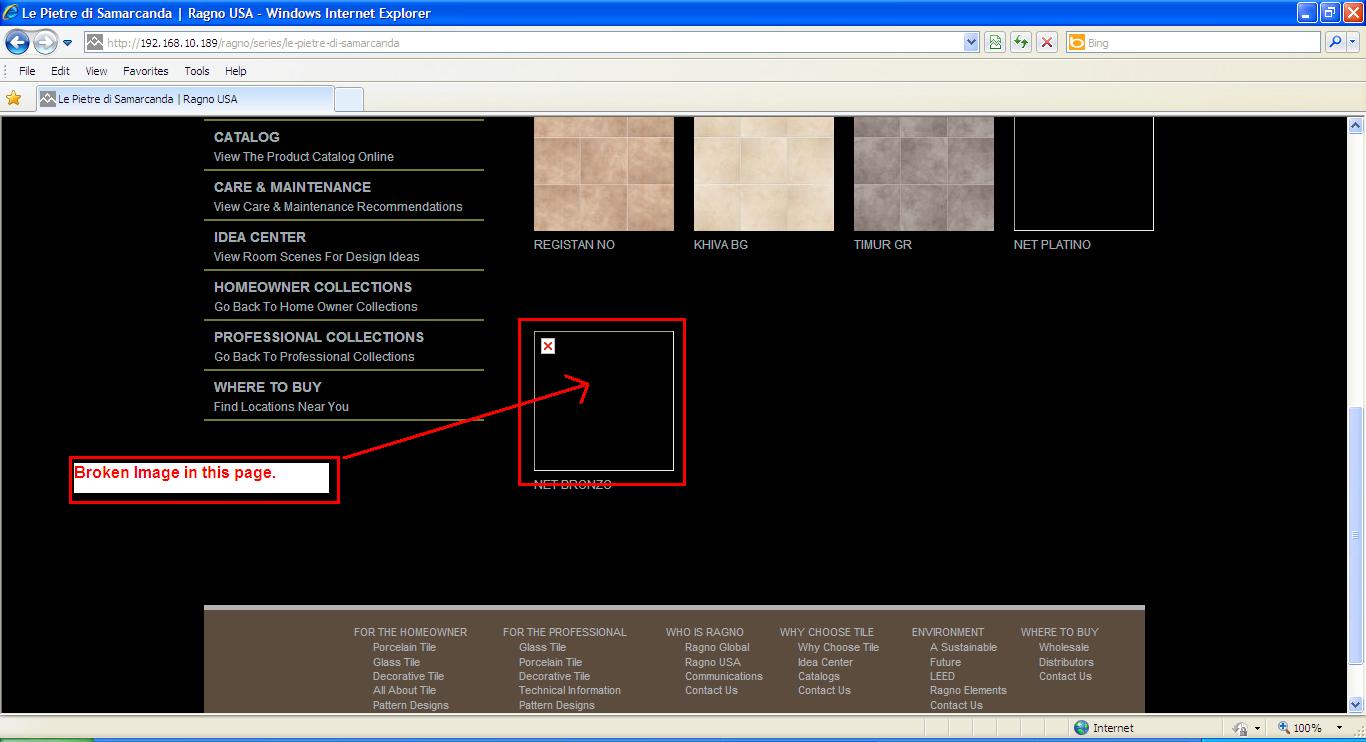 Le Pietre di Samarcanda | Ragno USA - Windows Internet Explorer
http://192.168.10.189/ragno/series/le-pietre-di-samarcanda
Bing
File Edit View Favorites Tools Help
Le Pietre di Samarcanda | Ragno USA
CATALOG
View The Product Catalog Online
CARE & MAINTENANCE
View Care & Maintenance Recommendations
IDEA CENTER
View Room Scenes For Design Ideas
HOMEOWNER COLLECTIONS
Go Back To Home Owner Collections
PROFESSIONAL COLLECTIONS
Go Back To Professional Collections
WHERE TO BUY
Find Locations Near You
REGISTAN NO
KHIVA BG
TIMUR GR
NET PLATINO
NET BRONZO
Broken Image in this page.
FOR THE HOMEOWNER
Porcelain Tile
Glass Tile
Decorative Tile
All About Tile
Pattern Designs
FOR THE PROFESSIONAL
Glass Tile
Porcelain Tile
Decorative Tile
Technical Information
Pattern Designs
WHO IS RAGNO
Ragno Global
Ragno USA
Communications
Contact Us
WHY CHOOSE TILE
Why Choose Tile
Idea Center
Catalogs
Contact Us
ENVIRONMENT
A Sustainable
Future
LEED
Ragno Elements
Contact Us
WHERE TO BUY
Wholesale
Distributors
Contact Us
Internet
100%